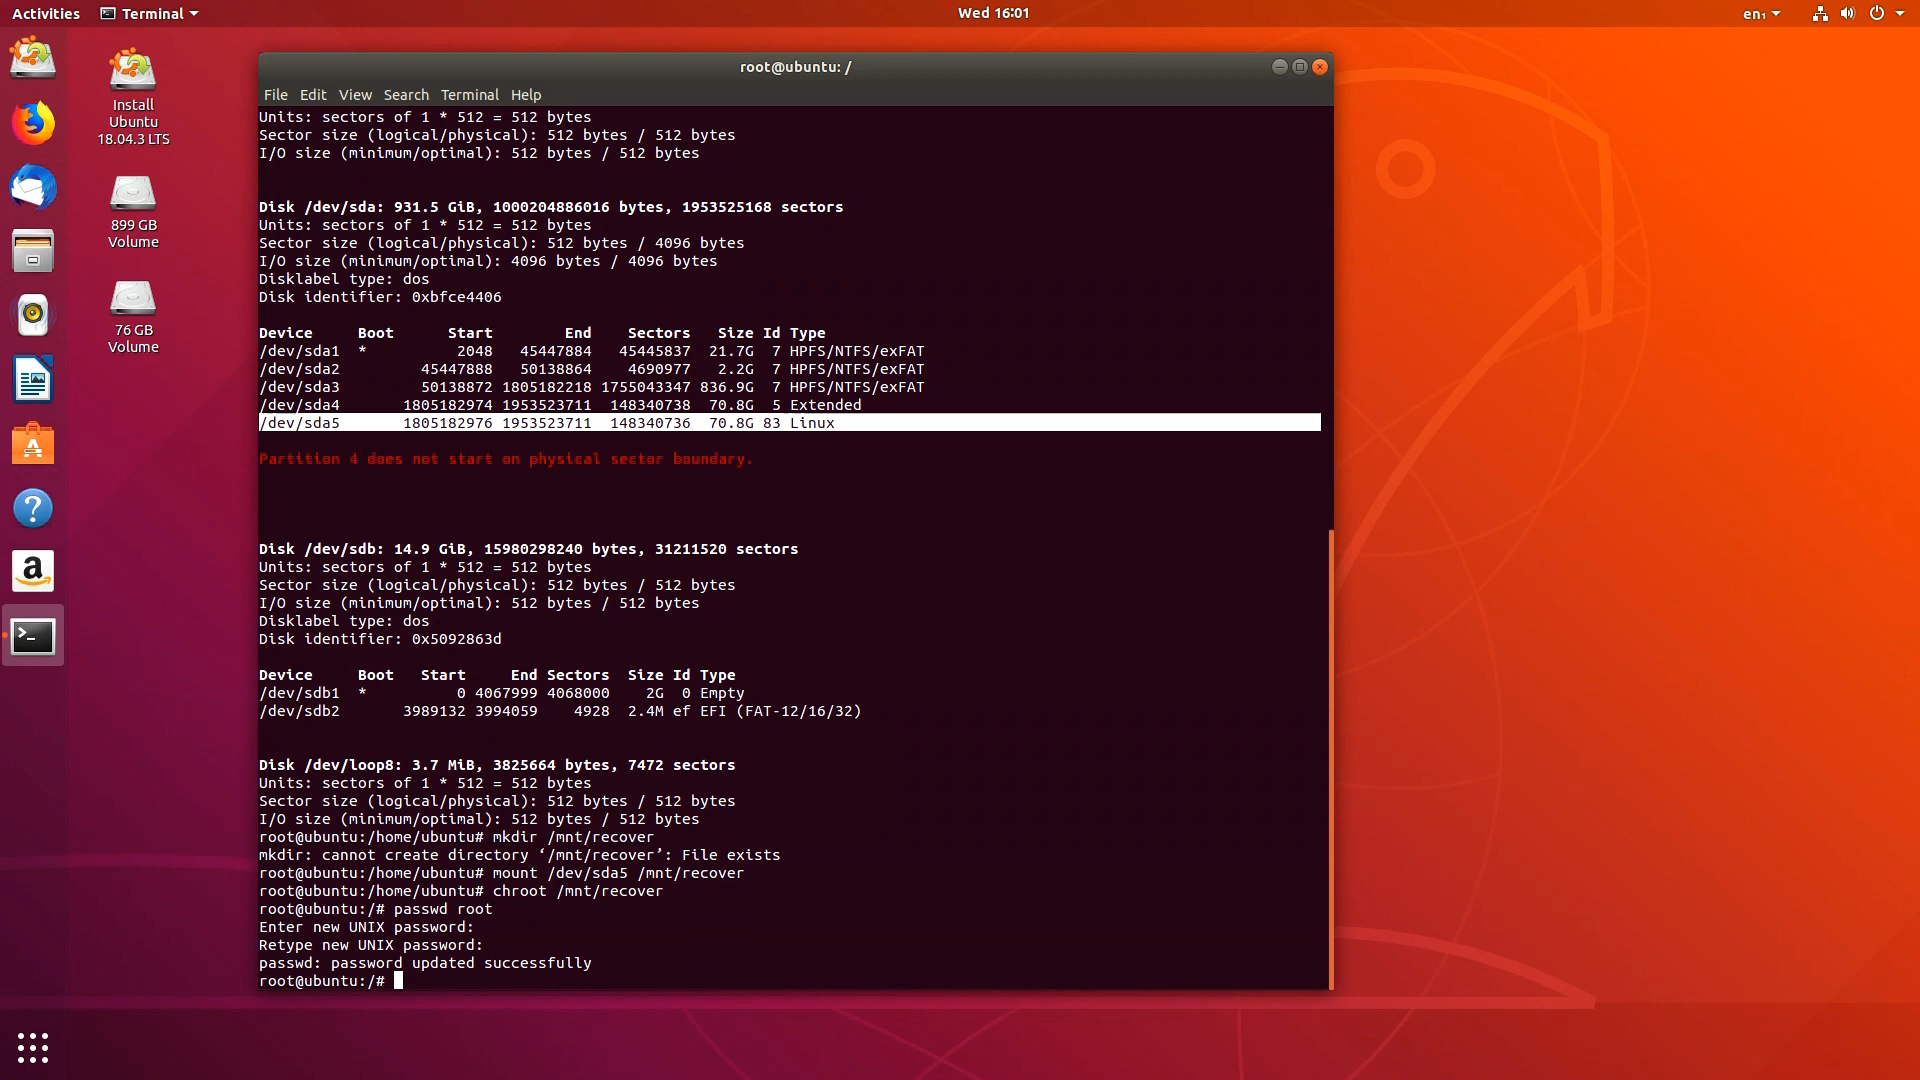 Activities
Terminal
Wed 16:01
en₁
Install
Ubuntu
18.04.3 LTS
899 GB
Volume
76 GB
Volume
root@ubuntu: /
File Edit View Search Terminal Help
Units: sectors of 1 * 512 = 512 bytes
Sector size (logical/physical): 512 bytes / 512 bytes
I/O size (minimum/optimal): 512 bytes / 512 bytes
Disk /dev/sda: 931.5 GiB, 1000204886016 bytes, 1953525168 sectors
Units: sectors of 1 * 512 = 512 bytes
Sector size (logical/physical): 512 bytes / 4096 bytes
I/O size (minimum/optimal): 4096 bytes / 4096 bytes
Disklabel type: dos
Disk identifier: 0xbfce4406
Device     Boot      Start        End    Sectors   Size Id Type
/dev/sda1  *          2048   45447884   45445837  21.7G  7 HPFS/NTFS/exFAT
/dev/sda2         45447888   50138864    4690977   2.2G  7 HPFS/NTFS/exFAT
/dev/sda3         50138872 1805182218 1755043347 836.9G  7 HPFS/NTFS/exFAT
/dev/sda4       1805182974 1953523711  148340738  70.8G  5 Extended
/dev/sda5       1805182976 1953523711  148340736  70.8G 83 Linux
Partition 4 does not start on physical sector boundary.
Disk /dev/sdb: 14.9 GiB, 15980298240 bytes, 31211520 sectors
Units: sectors of 1 * 512 = 512 bytes
Sector size (logical/physical): 512 bytes / 512 bytes
I/O size (minimum/optimal): 512 bytes / 512 bytes
Disklabel type: dos
Disk identifier: 0x5092863d
Device     Boot   Start     End Sectors  Size Id Type
/dev/sdb1  *          0 4067999 4068000    2G  0 Empty
/dev/sdb2       3989132 3994059    4928  2.4M ef EFI (FAT-12/16/32)
Disk /dev/loop8: 3.7 MiB, 3825664 bytes, 7472 sectors
Units: sectors of 1 * 512 = 512 bytes
Sector size (logical/physical): 512 bytes / 512 bytes
I/O size (minimum/optimal): 512 bytes / 512 bytes
root@ubuntu:/home/ubuntu# mkdir /mnt/recover
mkdir: cannot create directory ‘/mnt/recover’: File exists
root@ubuntu:/home/ubuntu# mount /dev/sda5 /mnt/recover
root@ubuntu:/home/ubuntu# chroot /mnt/recover
root@ubuntu:/# passwd root
Enter new UNIX password:
Retype new UNIX password:
passwd: password updated successfully
root@ubuntu:/#